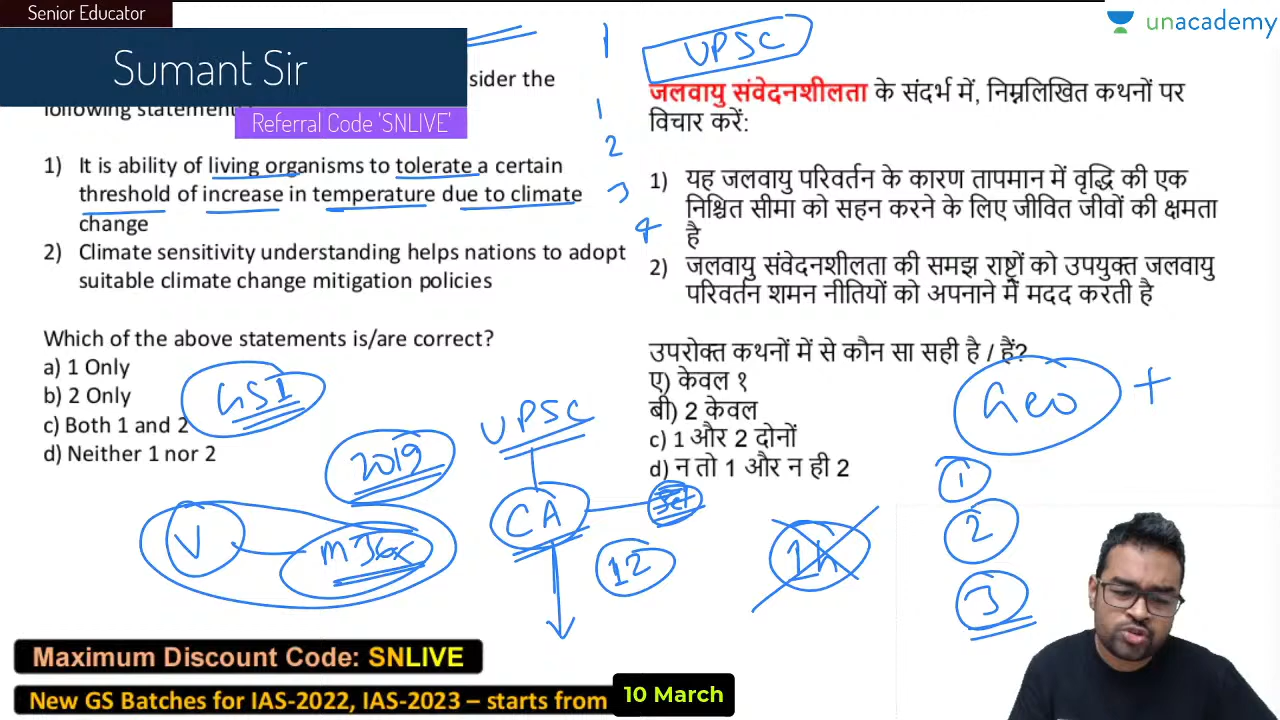 Senior Educator
unacademy
Sumant Sir
sider the
following statement
Referral Code 'SNLIVE'
1) It is ability of living organisms to tolerate a certain
threshold of increase in temperature due to climate
change
2) Climate sensitivity understanding helps nations to adopt
suitable climate change mitigation policies
Which of the above statements is/are correct?
a) 1 Only
b) 2 Only
c) Both 1 and 2
d) Neither 1 nor 2
1
UPSC
जलवायु संवेदनशीलता के संदर्भ में, निम्नलिखित कथनों पर
विचार करें:
1
2
3
4
1) यह जलवायु परिवर्तन के कारण तापमान में वृद्धि की एक
निश्चित सीमा को सहन करने के लिए जीवित जीवों की क्षमता
है
2) जलवायु संवेदनशीलता की समझ राष्ट्रों को उपयुक्त जलवायु
परिवर्तन शमन नीतियों को अपनाने में मदद करती है
उपरोक्त कथनों में से कौन सा सही है / हैं?
ए) केवल १
बी) 2 केवल
c) 1 और 2 दोनों
d) न तो 1 और न ही 2
GSI
2019
V
UPSC
CA
12
Geo +
1
2
3
Maximum Discount Code: SNLIVE
New GS Batches for IAS-2022, IAS-2023 – starts from 10 March